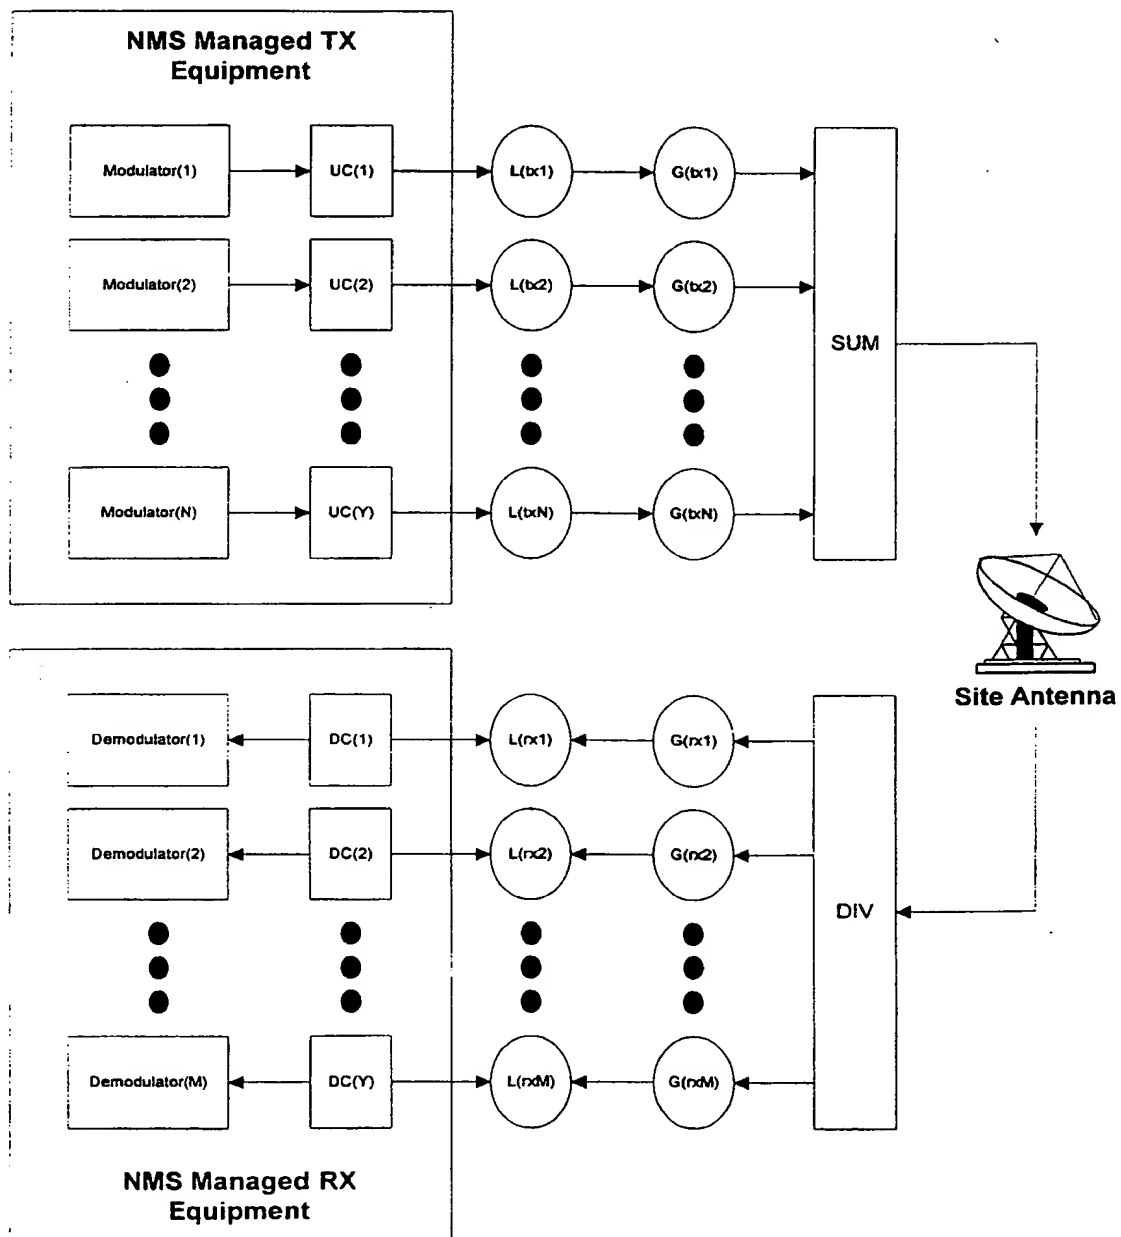 NMS Managed TX
Equipment
Modulator(1)
UC(1)
L(tx1)
G(tx1)
Modulator(2)
UC(2)
L(tx2)
G(tx2)
SUM
Modulator(N)
UC(Y)
L(txN)
G(txN)
Site Antenna
Demodulator(1)
DC(1)
L(rx1)
G(rx1)
Demodulator(2)
DC(2)
L(rx2)
G(rx2)
DIV
Demodulator(M)
DC(Y)
L(rxM)
G(rxM)
NMS Managed RX
Equipment